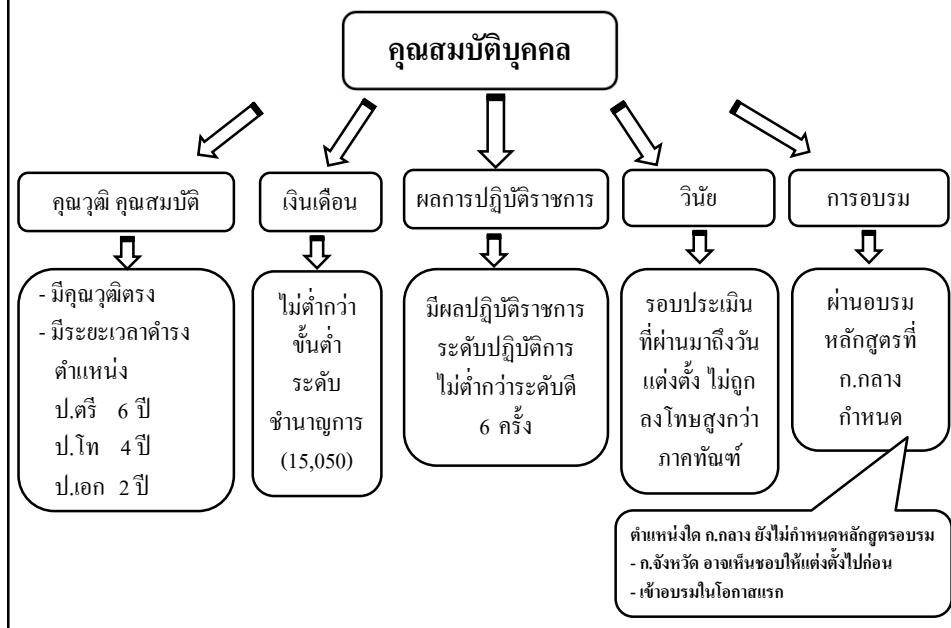 คุณสมบัติบุคคล
คุณวุฒิ คุณสมบัติ
- มีคุณวุฒิตรง
- มีระยะเวลาดำรง
ตำแหน่ง
ป.ตรี 6 ปี
ป.โท 4 ปี
ป.เอก 2 ปี
เงินเดือน
ไม่ต่ำกว่า
ขั้นต่ำ
ระดับ
ชำนาญการ
(15,050)
ผลการปฏิบัติราชการ
มีผลปฏิบัติราชการ
ระดับปฏิบัติการ
ไม่ต่ำกว่าระดับดี
6 ครั้ง
วินัย
รอบประเมิน
ที่ผ่านมาถึงวัน
แต่งตั้ง ไม่ถูก
ลงโทษสูงกว่า
ภาคทัณฑ์
การอบรม
ผ่านอบรม
หลักสูตรที่
ก.กลาง
กำหนด
ตำแหน่งใด ก.กลาง ยังไม่กำหนดหลักสูตรอบรม
- ก.จังหวัด อาจเห็นชอบให้แต่งตั้งไปก่อน
- เข้าอบรมในโอกาสแรก